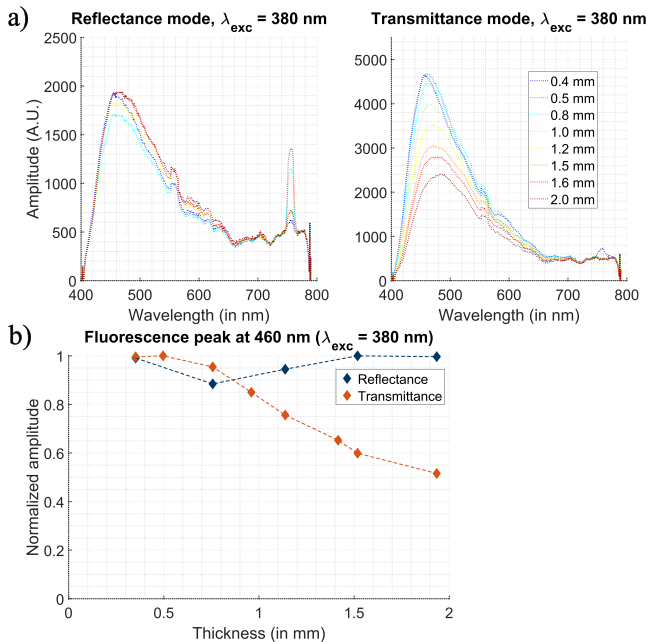 a)
Reflectance mode, λexc = 380 nm
Transmittance mode, λexc = 380 nm
Amplitude (A.U.)
2500
2000
1500
1000
500
0
400 500 600 700 800
Wavelength (in nm)
5000
4000
3000
2000
1000
0
400 500 600 700 800
Wavelength (in nm)
0.4 mm
0.5 mm
0.8 mm
1.0 mm
1.2 mm
1.5 mm
1.6 mm
2.0 mm
b)
Fluorescence peak at 460 nm (λexc = 380 nm)
Normalized amplitude
1
0.8
0.6
0.4
0.2
0
0 0.5 1 1.5 2
Thickness (in mm)
Reflectance
Transmittance